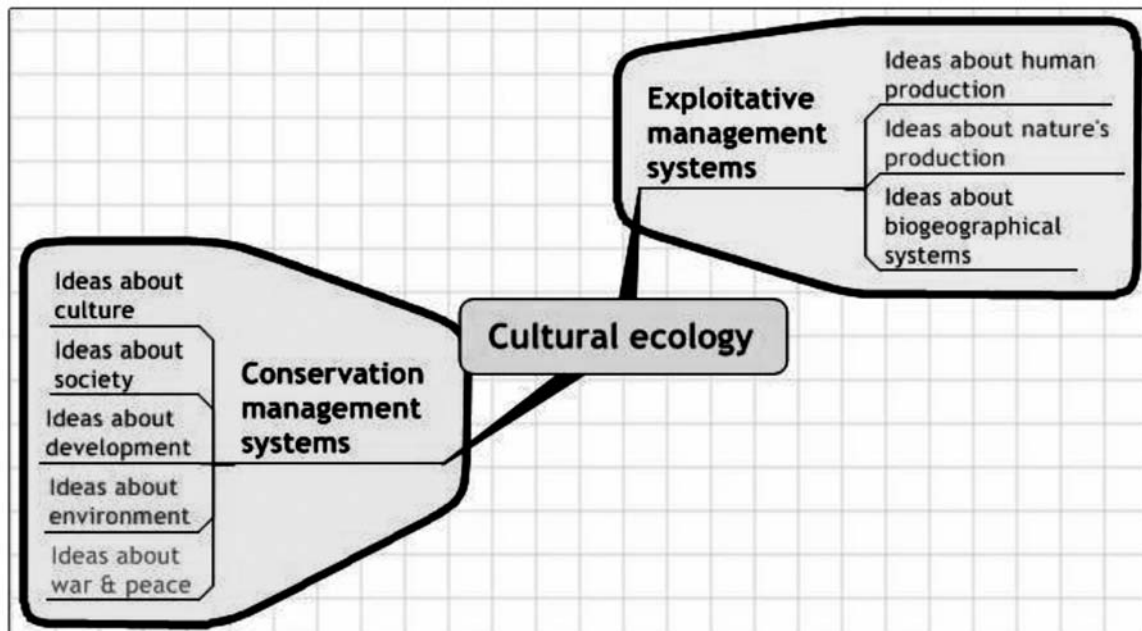 Exploitative
management
systems
Ideas about human
production
Ideas about nature's
production
Ideas about
biogeographical
systems
Cultural ecology
Conservation
management
systems
Ideas about
culture
Ideas about
society
Ideas about
development
Ideas about
environment
Ideas about
war & peace